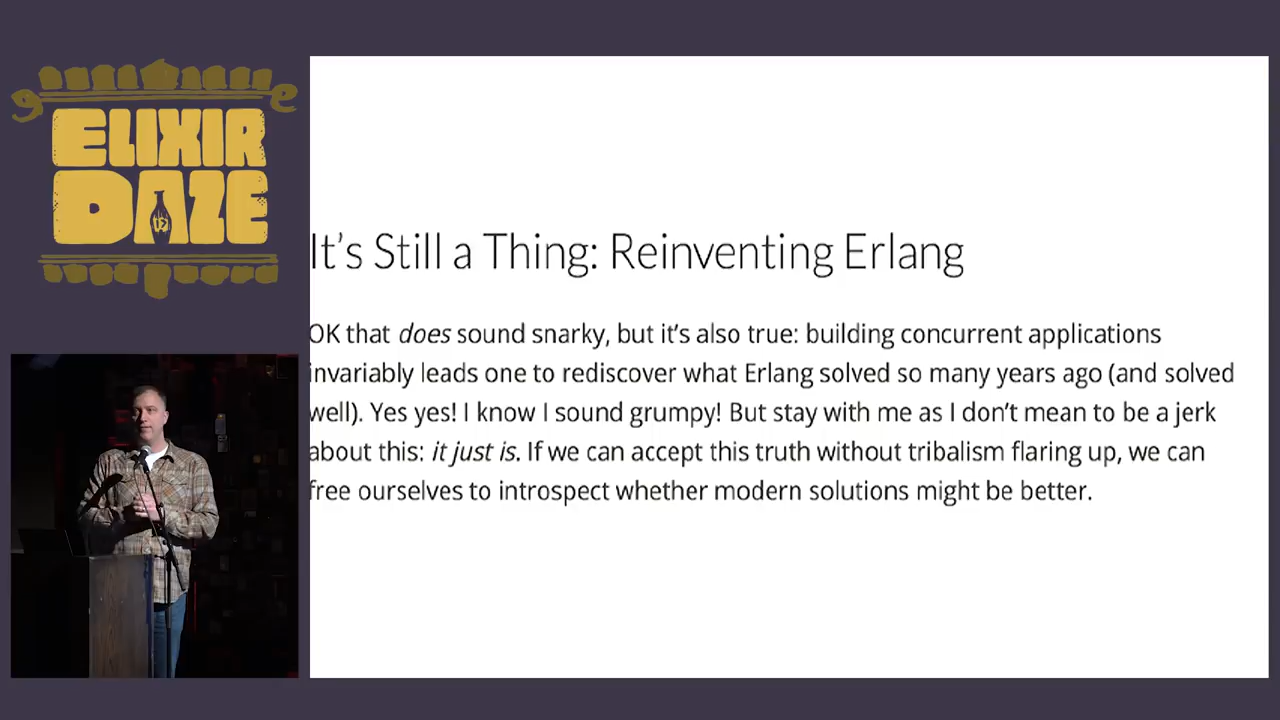 ELIXIR
DAZE
It’s Still a Thing: Reinventing Erlang
OK that does sound snarky, but it’s also true: building concurrent applications
invariably leads one to rediscover what Erlang solved so many years ago (and solved
well). Yes yes! I know I sound grumpy! But stay with me as I don’t mean to be a jerk
about this: it just is. If we can accept this truth without tribalism flaring up, we can
free ourselves to introspect whether modern solutions might be better.